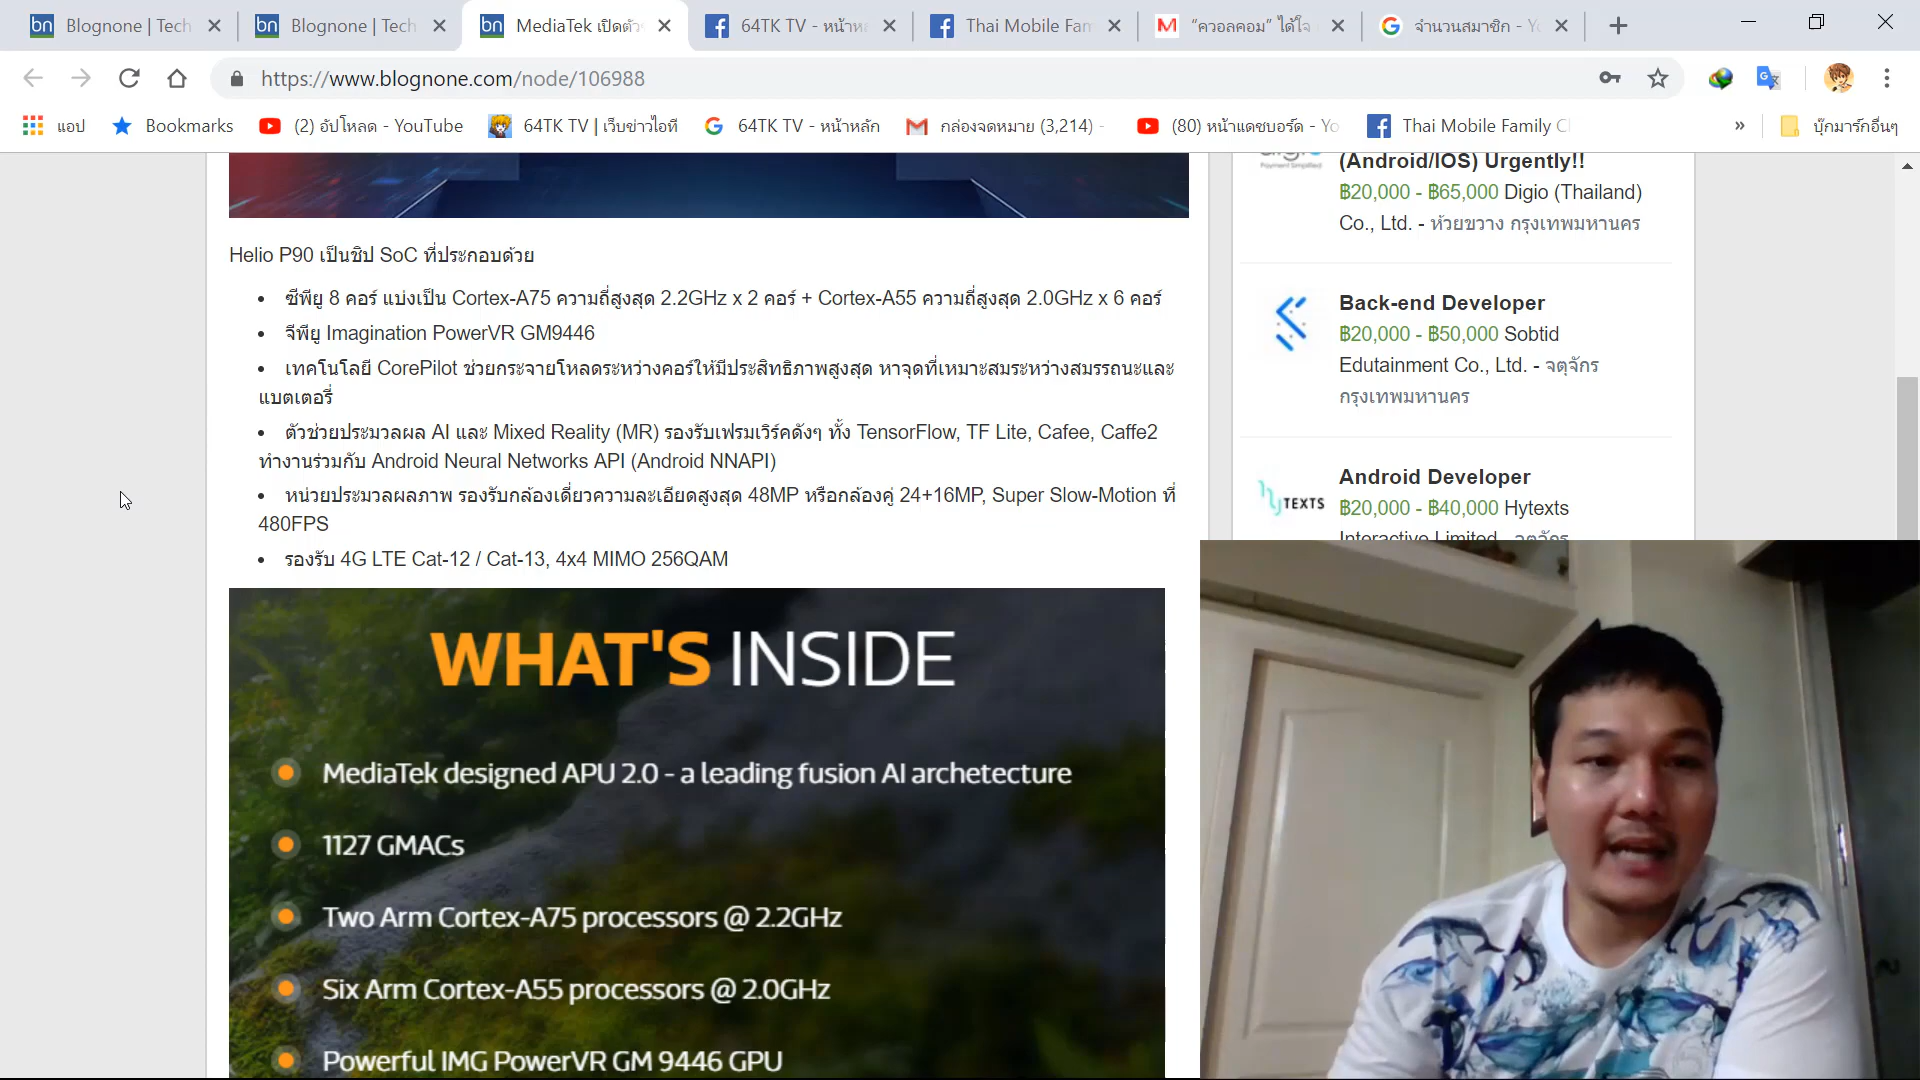 Blognone | Tech
Blognone | Tech
MediaTek เปิดตัว
64TK TV - หน้าหล
Thai Mobile Fam
"ควอลคอม" ได้ใจ
จำนวนสมาชิก - Yo
https://www.blognone.com/node/106988
แอป
Bookmarks
(2) อัปโหลด - YouTube
64TK TV | เว็บข่าวไอที
64TK TV - หน้าหลัก
กล่องจดหมาย (3,214) -
(80) หน้าแดชบอร์ด - Yo
Thai Mobile Family Cl
»
บุ๊กมาร์กอื่นๆ
Helio P90 เป็นชิป SoC ที่ประกอบด้วย
• ซีพียู 8 คอร์ แบ่งเป็น Cortex-A75 ความถี่สูงสุด 2.2GHz x 2 คอร์ + Cortex-A55 ความถี่สูงสุด 2.0GHz x 6 คอร์
• จีพียู Imagination PowerVR GM9446
• เทคโนโลยี CorePilot ช่วยกระจายโหลดระหว่างคอร์ให้มีประสิทธิภาพสูงสุด หาจุดที่เหมาะสมระหว่างสมรรถนะและ
แบตเตอรี่
• ตัวช่วยประมวลผล AI และ Mixed Reality (MR) รองรับเฟรมเวิร์คดังๆ ทั้ง TensorFlow, TF Lite, Cafee, Caffe2
ทำงานร่วมกับ Android Neural Networks API (Android NNAPI)
• หน่วยประมวลผลภาพ รองรับกล้องเดี่ยวความละเอียดสูงสุด 48MP หรือกล้องคู่ 24+16MP, Super Slow-Motion ที่
480FPS
• รองรับ 4G LTE Cat-12 / Cat-13, 4x4 MIMO 256QAM
WHAT'S INSIDE
MediaTek designed APU 2.0 - a leading fusion AI archetecture
1127 GMACs
Two Arm Cortex-A75 processors @ 2.2GHz
Six Arm Cortex-A55 processors @ 2.0GHz
Powerful IMG PowerVR GM 9446 GPU
Payment Simplified
(Android/IOS) Urgently!!
฿20,000 - ฿65,000 Digio (Thailand)
Co., Ltd. - ห้วยขวาง กรุงเทพมหานคร
Back-end Developer
฿20,000 - ฿50,000 Sobtid
Edutainment Co., Ltd. - จตุจักร
กรุงเทพมหานคร
TEXTS
Android Developer
฿20,000 - ฿40,000 Hytexts
Interactive Limited - จตุจักร